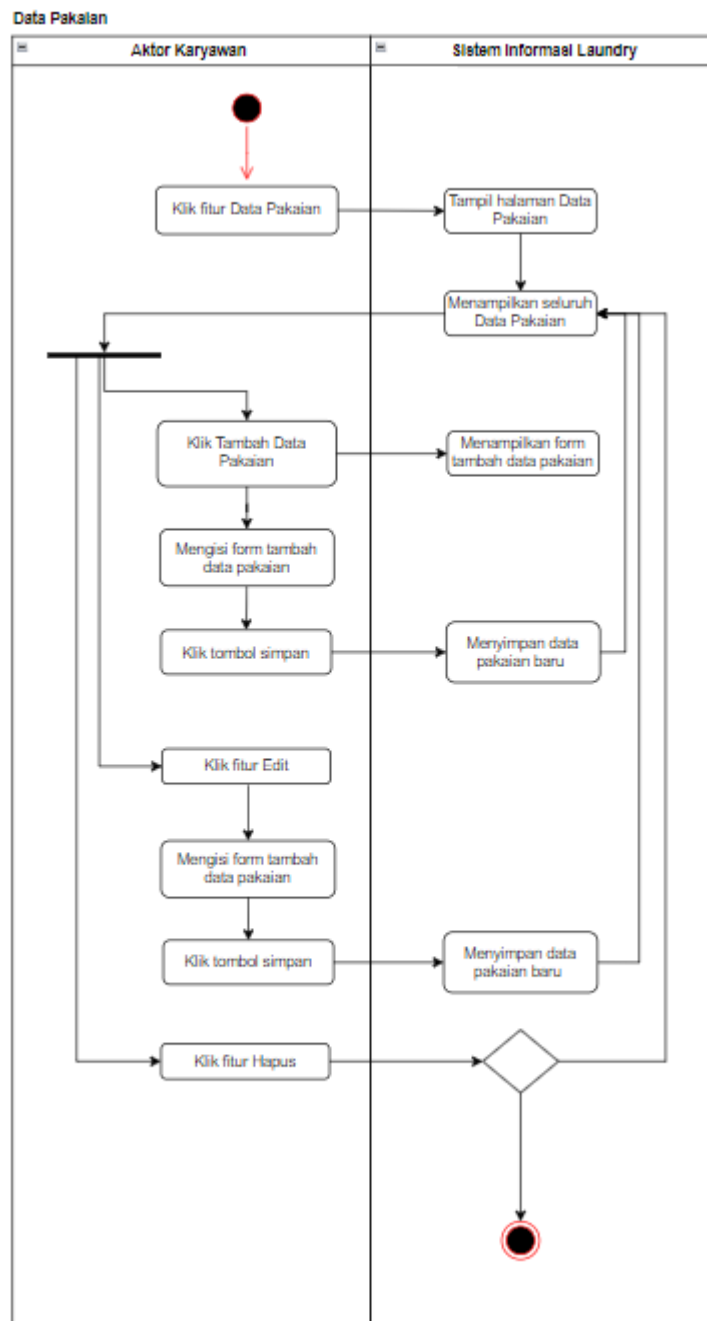 Data Pakaian
Aktor Karyawan
Sistem Informasi Laundry
Klik fitur Data Pakaian
Tampil halaman Data
Pakaian
Menampilkan seluruh
Data Pakaian
Klik Tambah Data
Pakaian
Menampilkan form
tambah data pakaian
Mengisi form tambah
data pakaian
Klik tombol simpan
Menyimpan data
pakaian baru
Klik fitur Edit
Mengisi form tambah
data pakaian
Klik tombol simpan
Menyimpan data
pakaian baru
Klik fitur Hapus